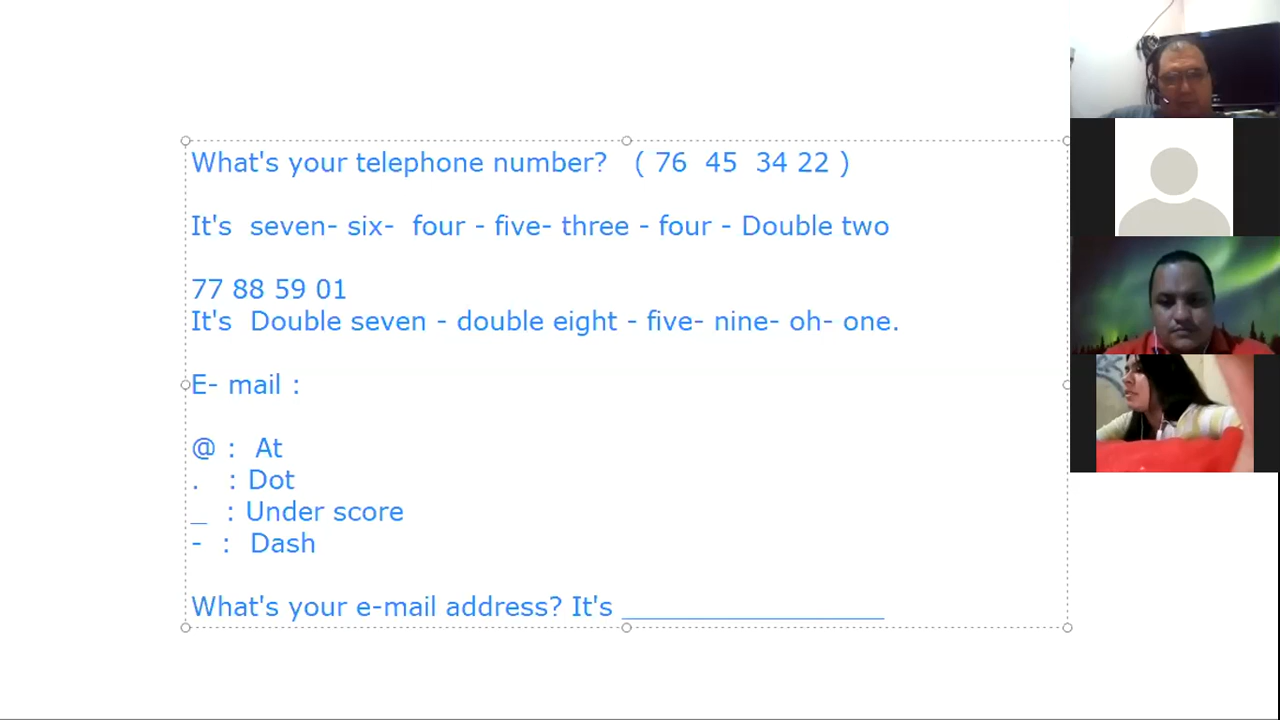 What's your telephone number? ( 76 45 34 22 )
It's seven- six- four - five- three - four - Double two
77 88 59 01
It's Double seven - double eight - five- nine- oh- one.
E- mail :
@ : At
. : Dot
_ : Under score
- : Dash
What's your e-mail address? It's ___________________